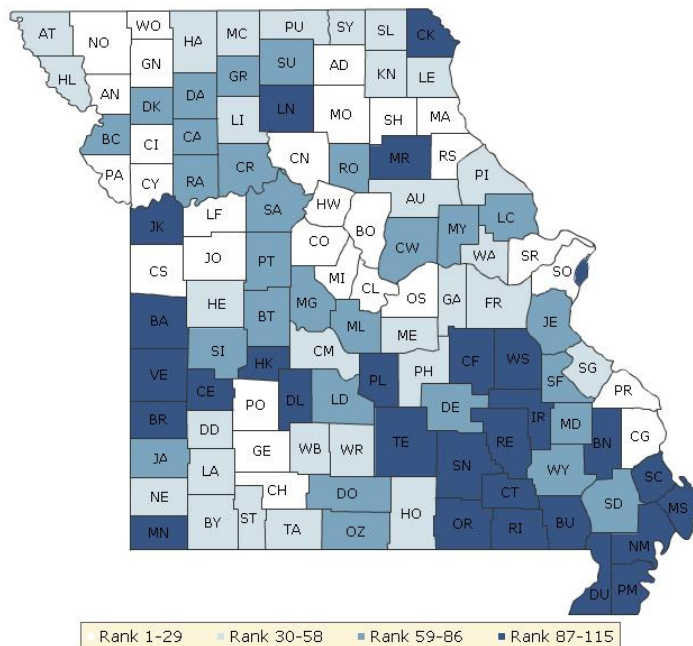 AT NO WO HA MC PU SY SL CK
HL GN GR SU AD KN LE
AN DK DA LI LN MO SH MA
BC CI CA CN RO MR RS
PA CY RA CR AU PI
JK LF SA HW BO CW MY LC
CS JO PT CO MI CL OS WA SR SO
BA HE BT MG ML ME GA FR JE
VE SI HK CM PL PH CF WS SF SG
CE PO DL LD DE IR MD PR
BR DD TE RE BN CG
JA LA GE WB WR SN WY SC
NE CH DO CT SD MS
MN BY ST TA OZ HO OR RI BU NM
DU PM
Rank 1-29 Rank 30-58 Rank 59-86 Rank 87-115